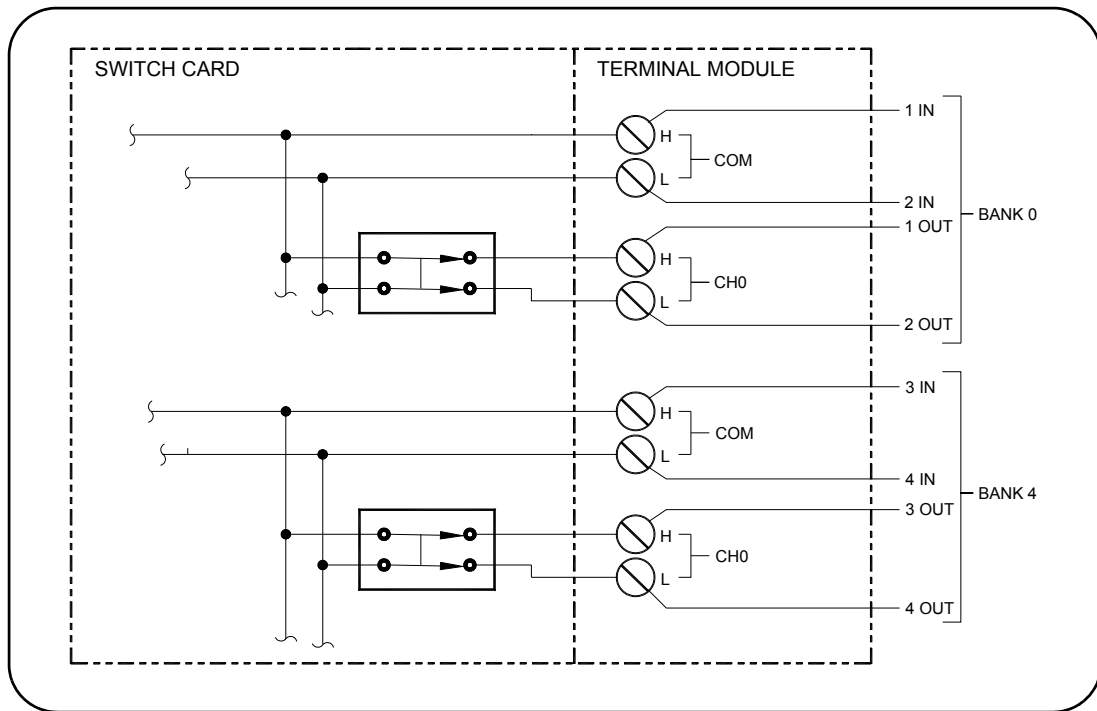 SWITCH CARD
TERMINAL MODULE
1 IN
H
COM
L
2 IN
1 OUT
BANK 0
H
CH0
L
2 OUT
3 IN
H
COM
L
4 IN
3 OUT
BANK 4
H
CH0
L
4 OUT